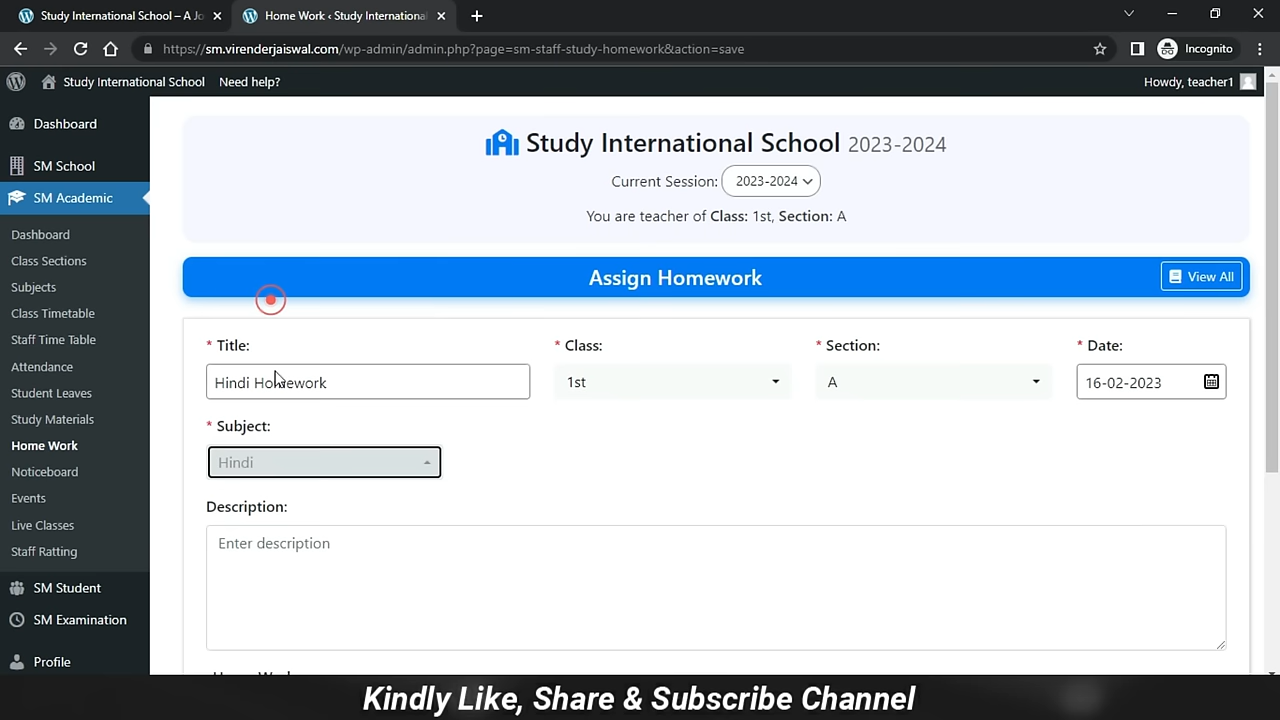 Study International School – A Jo
Home Work ‹ Study International
https://sm.virenderjaiswal.com/wp-admin/admin.php?page=sm-staff-study-homework&action=save
Incognito
Study International School
Need help?
Howdy, teacher1
Dashboard
SM School
SM Academic
Dashboard
Class Sections
Subjects
Class Timetable
Staff Time Table
Attendance
Student Leaves
Study Materials
Home Work
Noticeboard
Events
Live Classes
Staff Ratting
SM Student
SM Examination
Profile
Study International School 2023-2024
Current Session: 2023-2024
You are teacher of Class: 1st, Section: A
Assign Homework
View All
* Title:
* Class:
* Section:
* Date:
Hindi Homework
1st
A
16-02-2023
* Subject:
Hindi
Description:
Enter description
Kindly Like, Share & Subscribe Channel